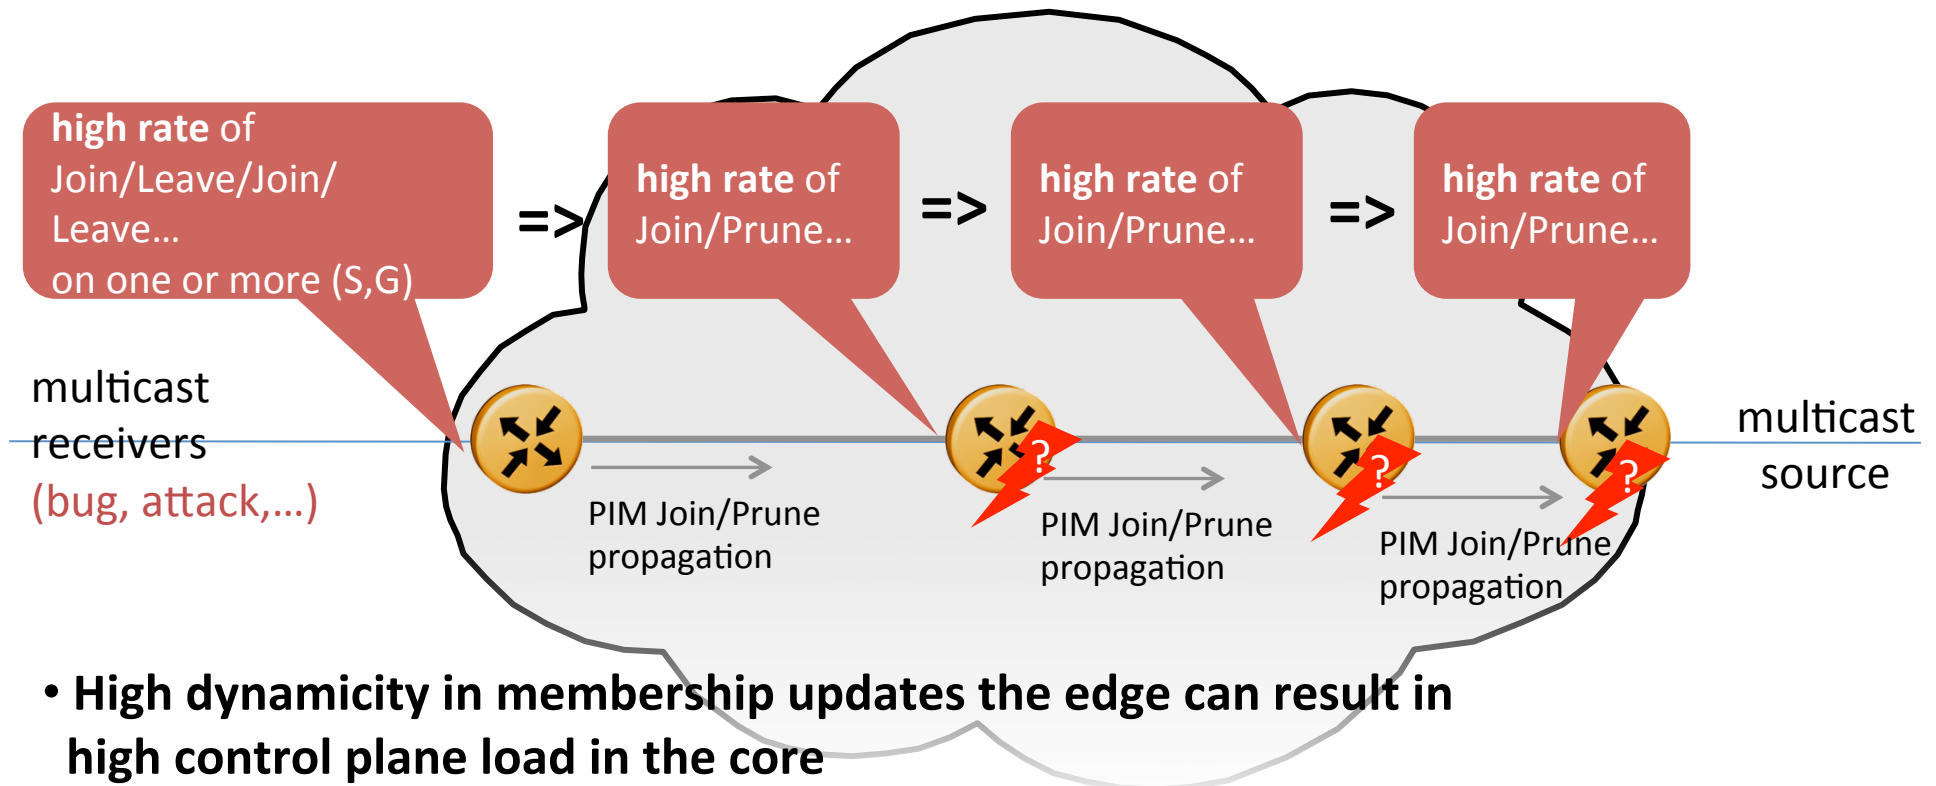 high rate of
Join/Leave/Join/
Leave…
on one or more (S,G)
=>
high rate of
Join/Prune…
=>
high rate of
Join/Prune…
=>
high rate of
Join/Prune…
multicast
receivers
(bug, attack,…)
?
?
?
multicast
source
PIM Join/Prune
propagation
PIM Join/Prune
propagation
PIM Join/Prune
propagation
• High dynamicity in membership updates the edge can result in
high control plane load in the core